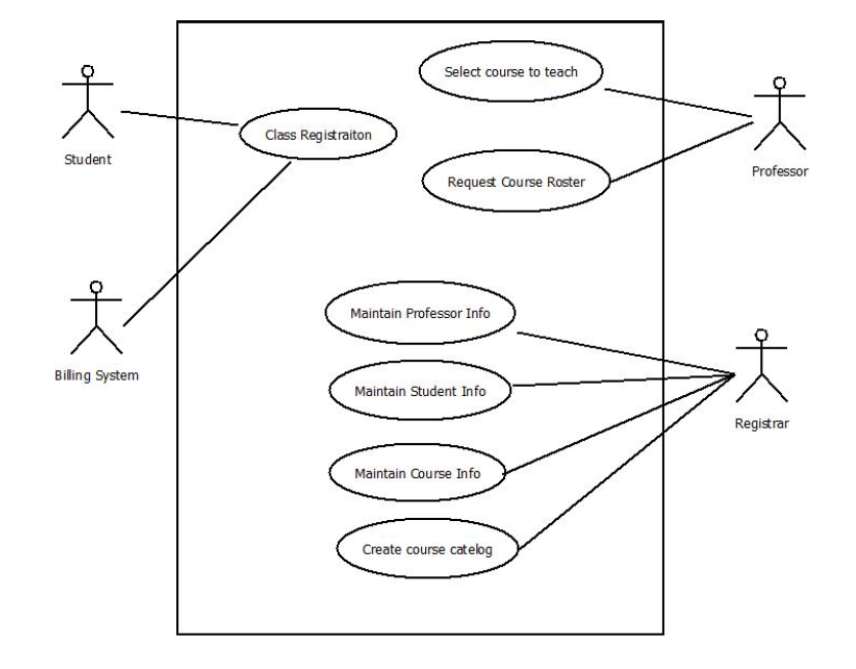 Select course to teach
Class Registraiton
Student
Professor
Request Course Roster
Maintain Professor Info
Billing System
Maintain Student Info
Registrar
Maintain Course Info
Create course catelog